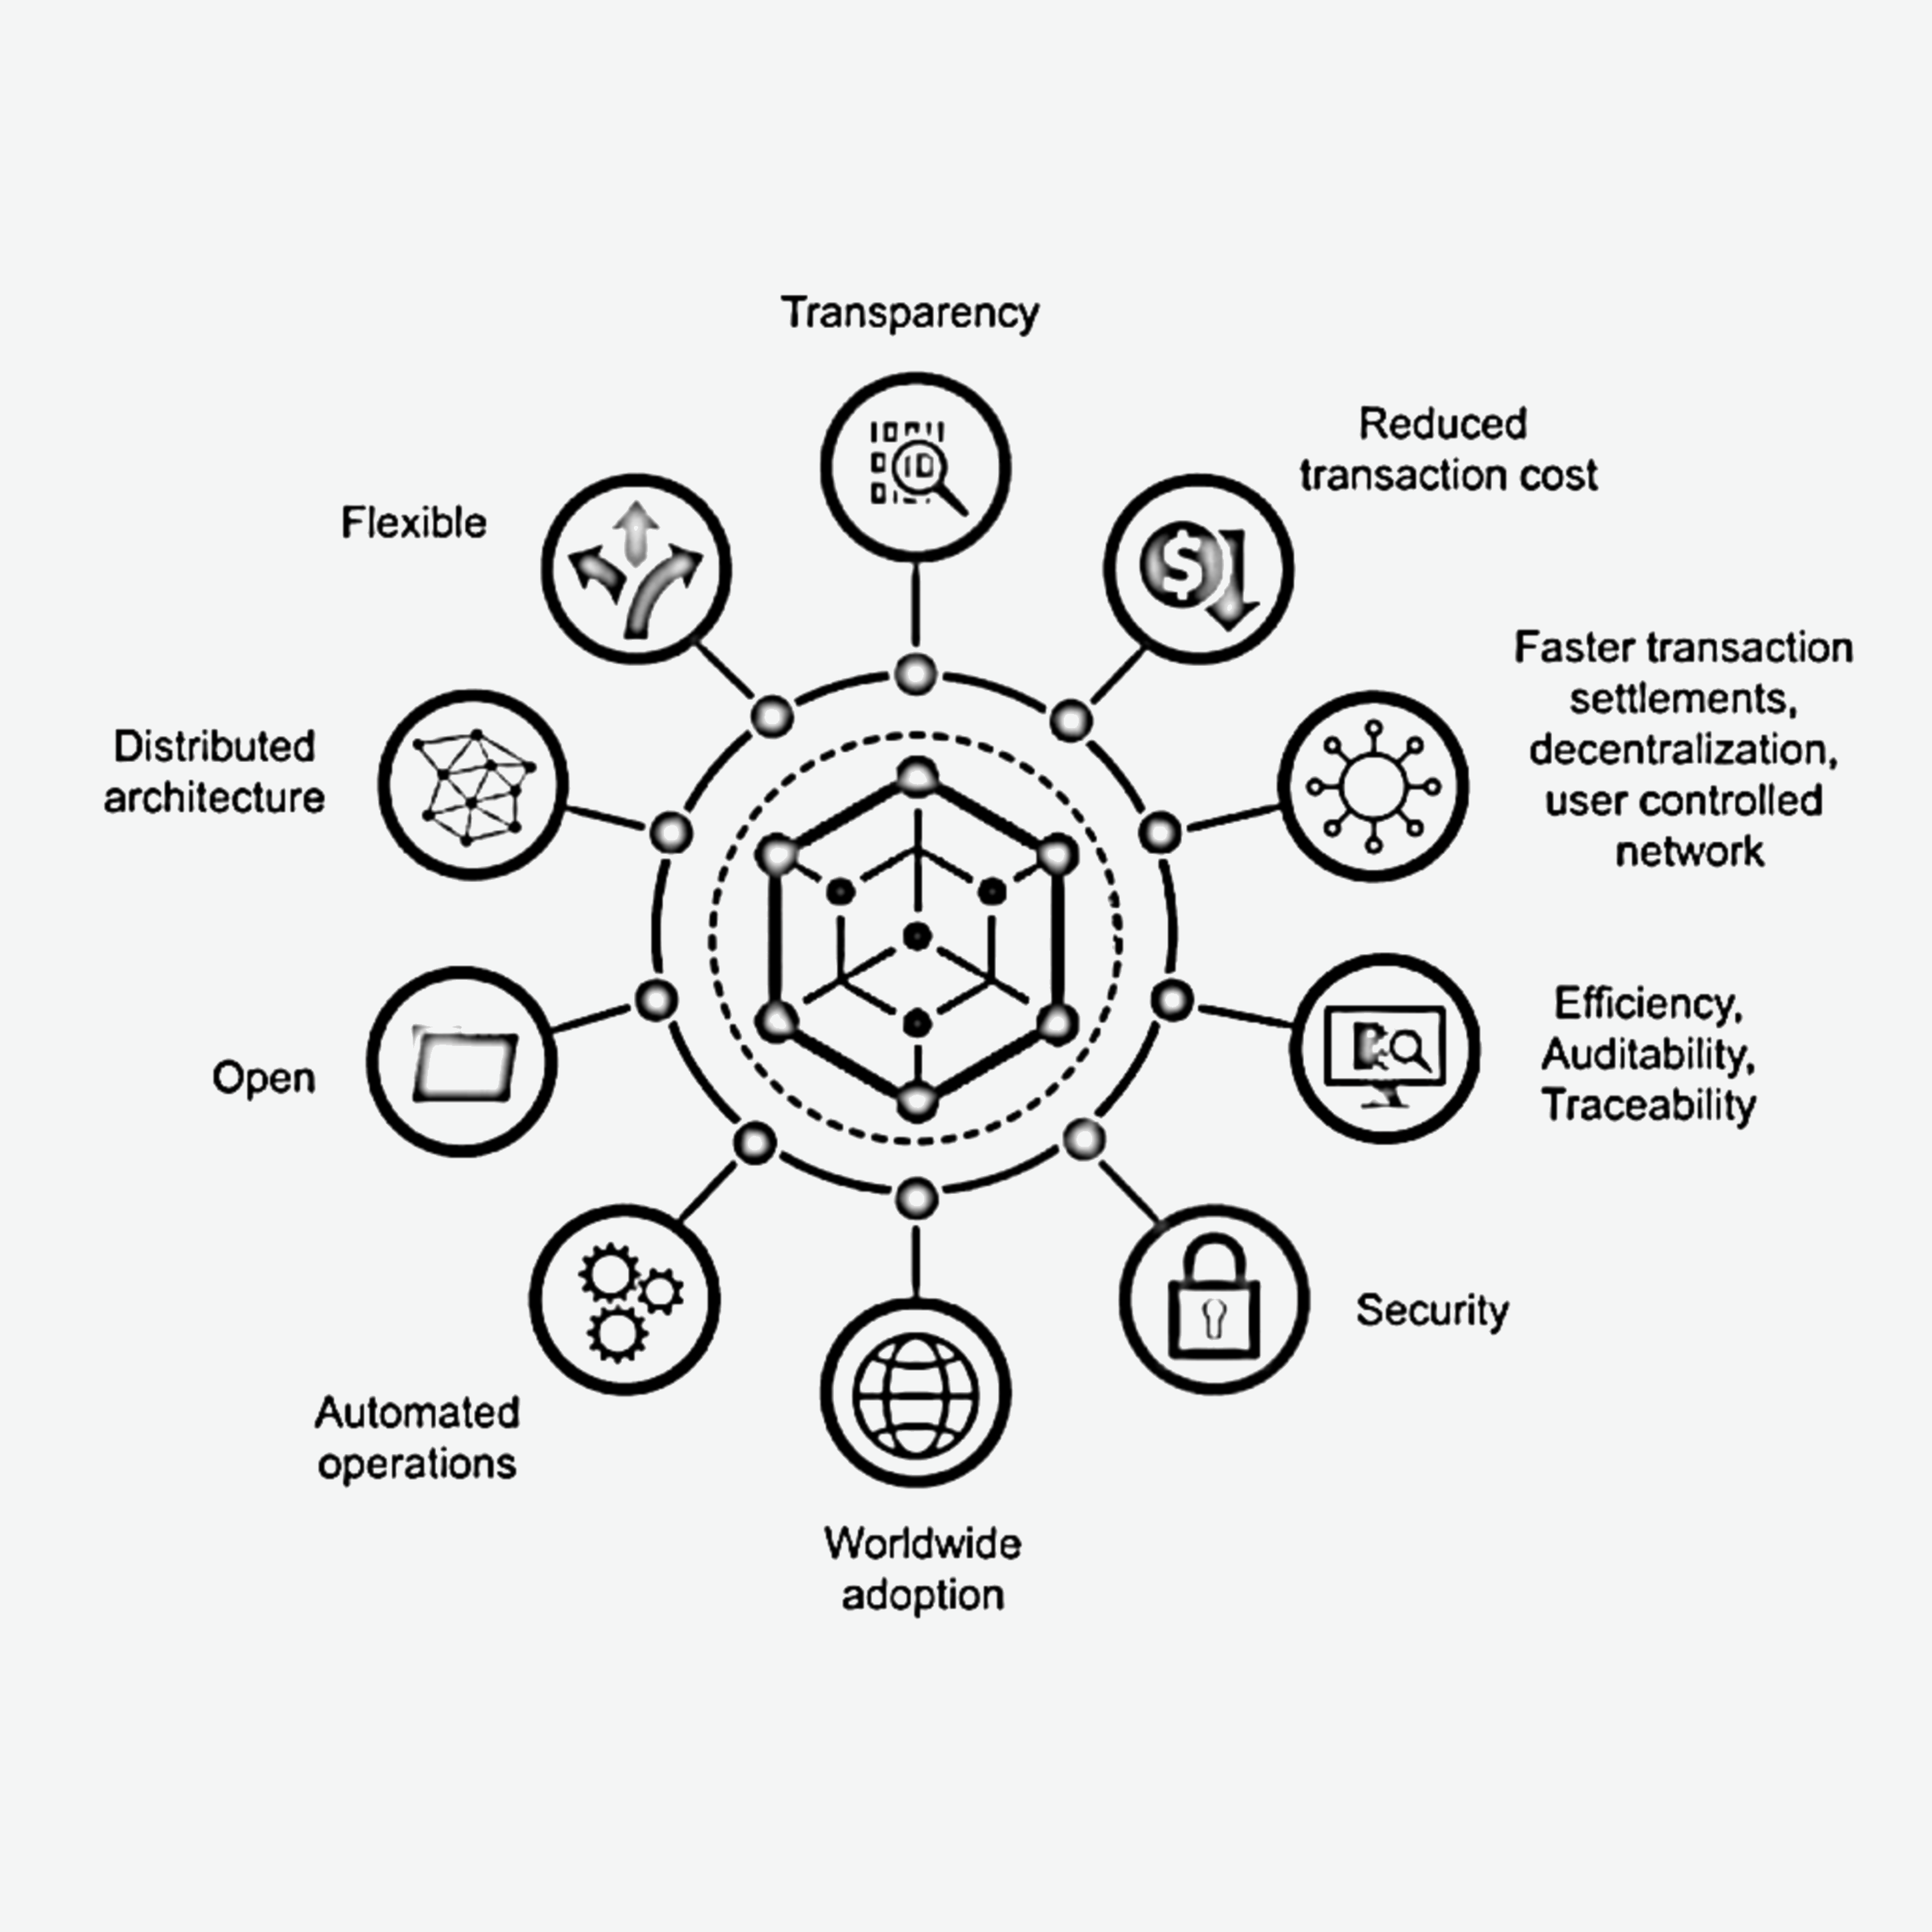 Transparency
Reduced
transaction cost
Flexible
Faster transaction
settlements,
decentralization,
user controlled
network
Distributed
architecture
Efficiency,
Auditability,
Traceability
Open
Security
Automated
operations
Worldwide
adoption
ID
$